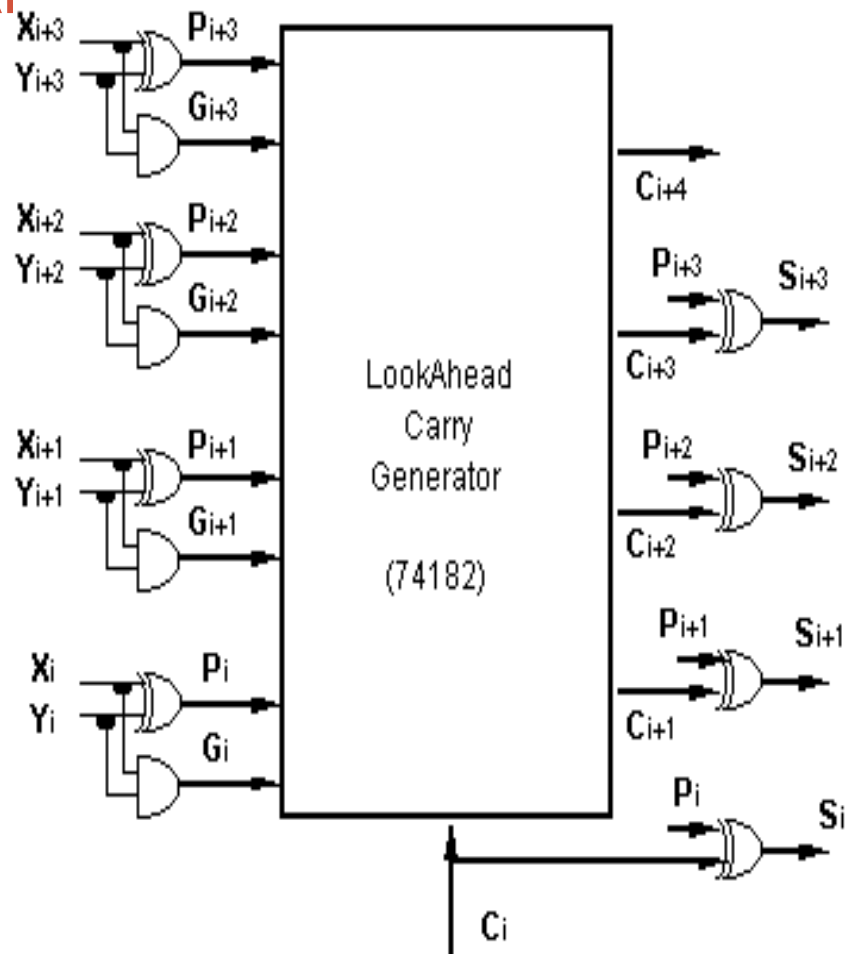 Xi+3
Pi+3
Yi+3
Gi+3
Ci+4
Xi+2
Pi+2
Yi+2
Gi+2
Pi+3
Si+3
Ci+3
LookAhead
Carry
Generator
(74182)
Xi+1
Pi+1
Yi+1
Gi+1
Pi+2
Si+2
Ci+2
Xi
Pi
Yi
Gi
Pi+1
Si+1
Ci+1
Pi
Si
Ci